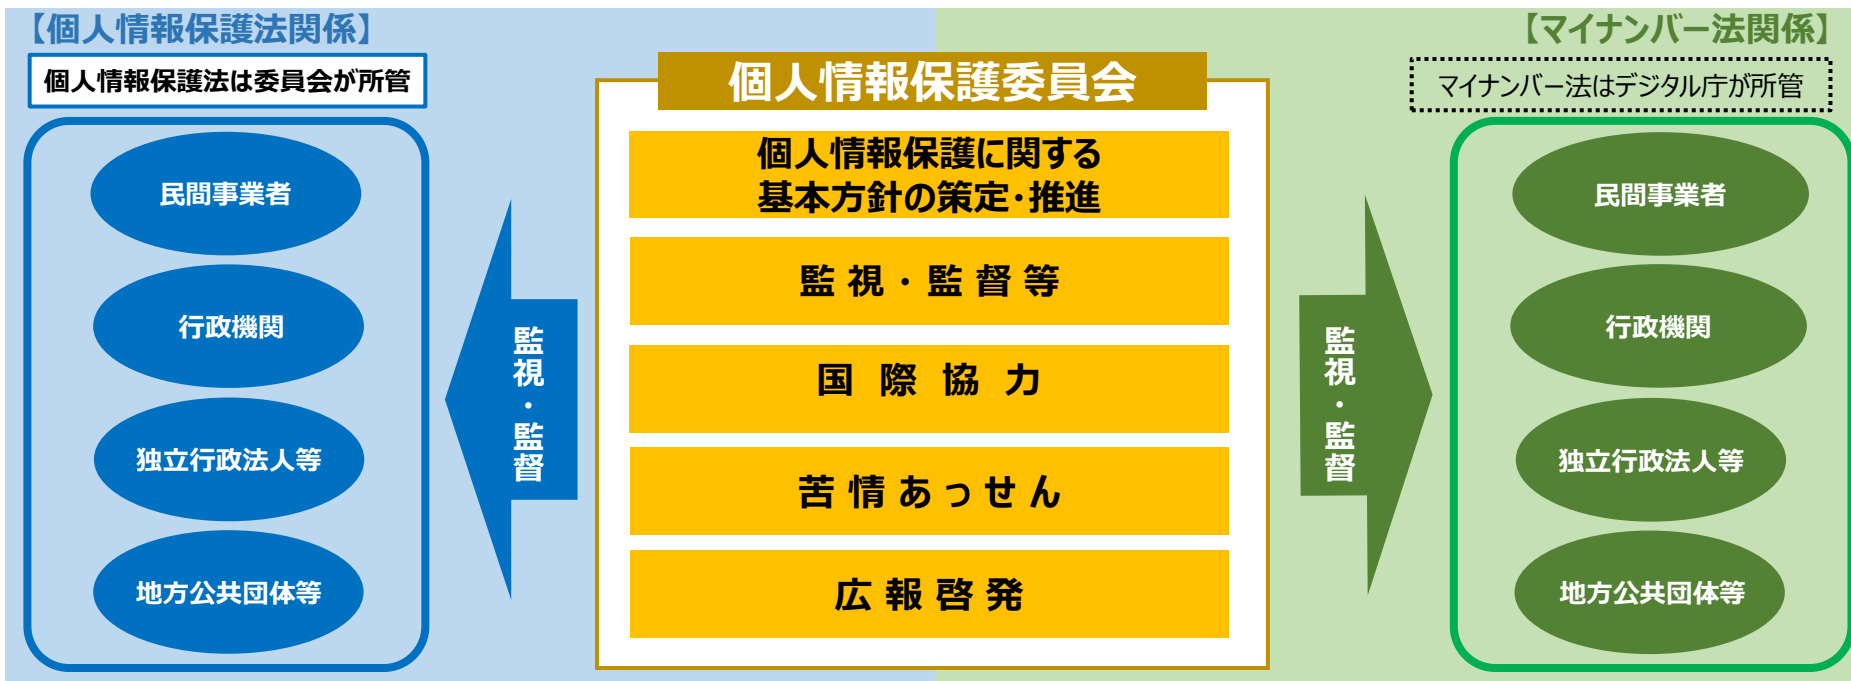 【個人情報保護法関係】
個人情報保護法は委員会が所管
民間事業者
行政機関
独立行政法人等
地方公共団体等
監視・監督
個人情報保護委員会
個人情報保護に関する
基本方針の策定・推進
監視・監督等
国際協力
苦情あっせん
広報啓発
監視・監督
【マイナンバー法関係】
マイナンバー法はデジタル庁が所管
民間事業者
行政機関
独立行政法人等
地方公共団体等